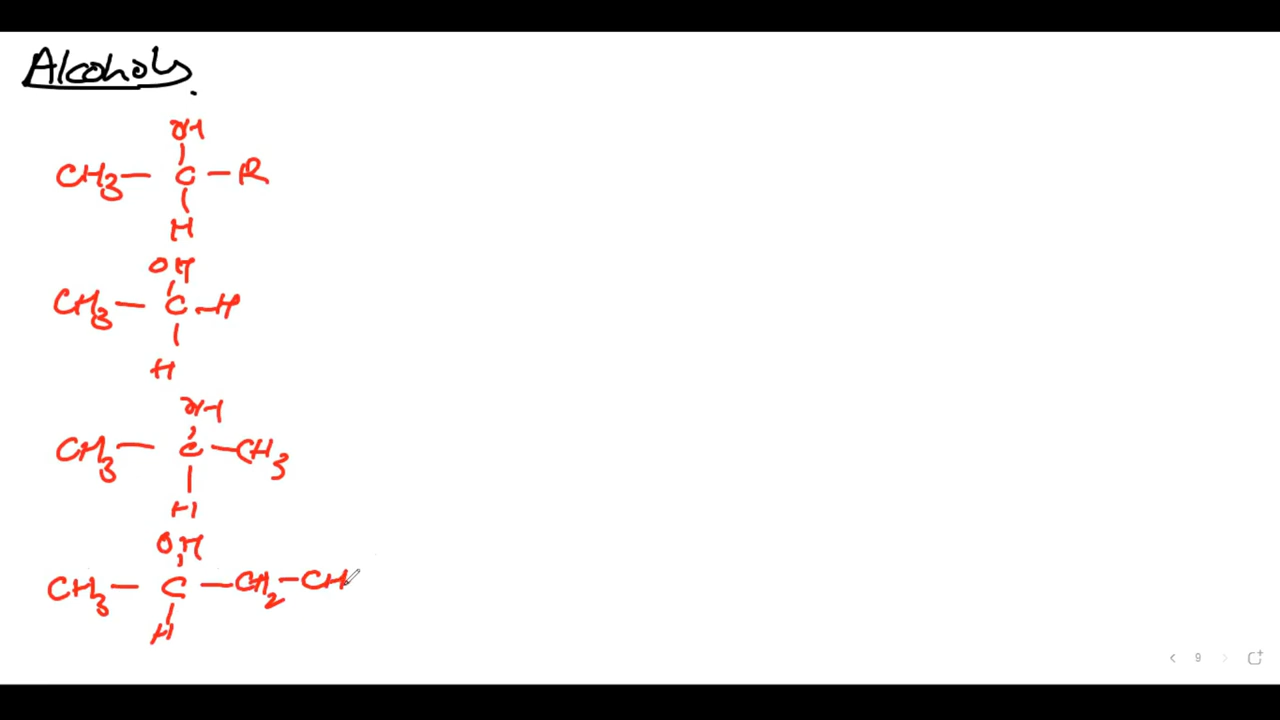 Alcohols.
OH
CH3 — C — R
H
OH
CH3 — C — H
H
OH
CH3 — C — CH3
H
OH
CH3 — C — CH2 — CH
H
9